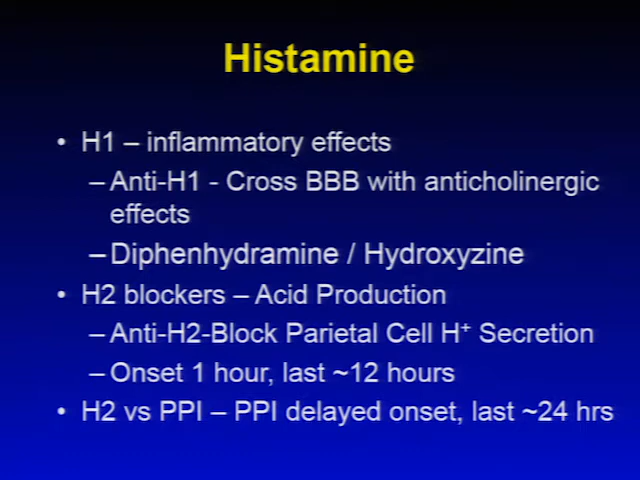 Histamine
• H1 – inflammatory effects
– Anti-H1 - Cross BBB with anticholinergic
effects
– Diphenhydramine / Hydroxyzine
• H2 blockers – Acid Production
– Anti-H2-Block Parietal Cell H⁺ Secretion
– Onset 1 hour, last ~12 hours
• H2 vs PPI – PPI delayed onset, last ~24 hrs